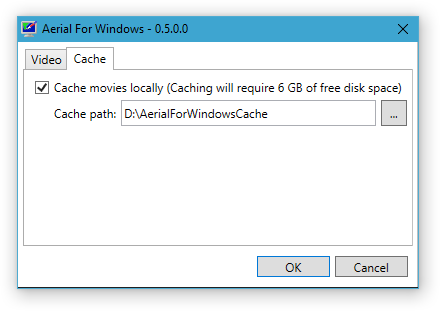 Aerial For Windows - 0.5.0.0
Video Cache
Cache movies locally (Caching will require 6 GB of free disk space)
Cache path: D:\AerialForWindowsCache ...
OK Cancel